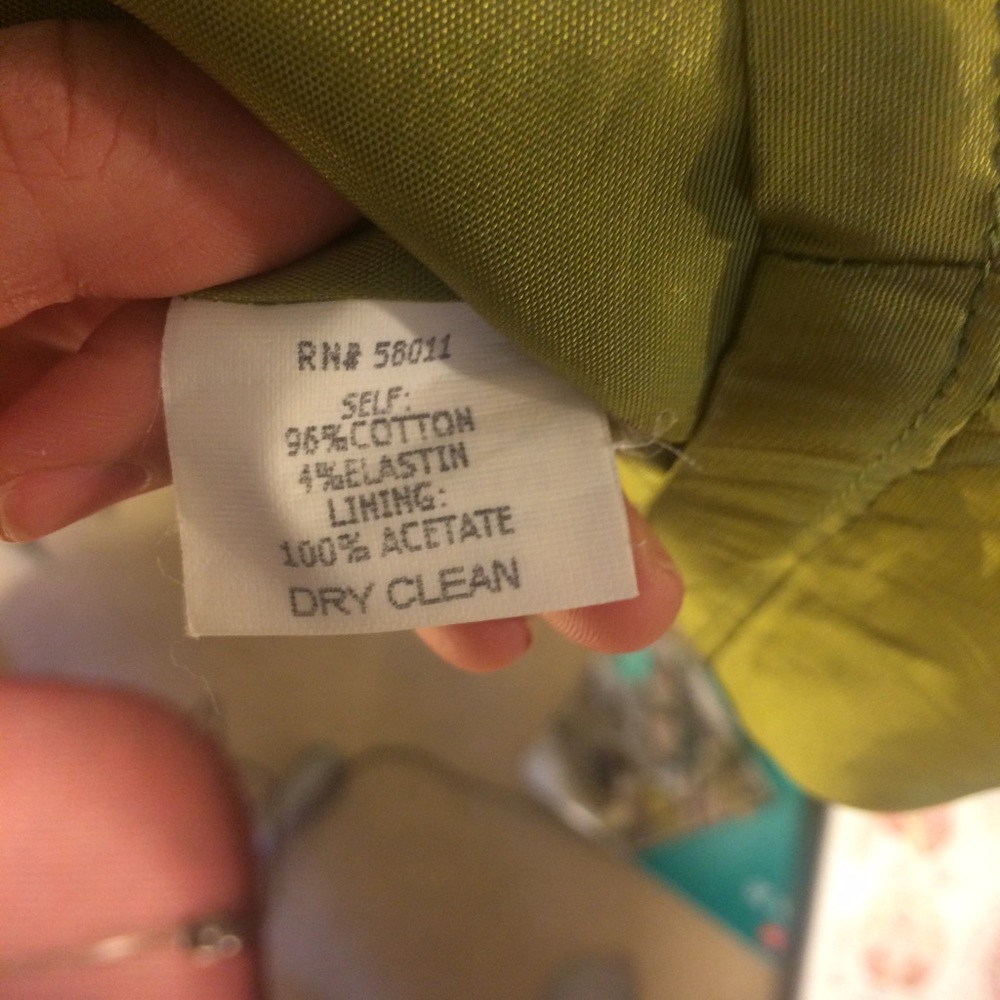 RN# 58011
SELF:
96%COTTON
4%ELASTIN
LINING:
100% ACETATE
DRY CLEAN